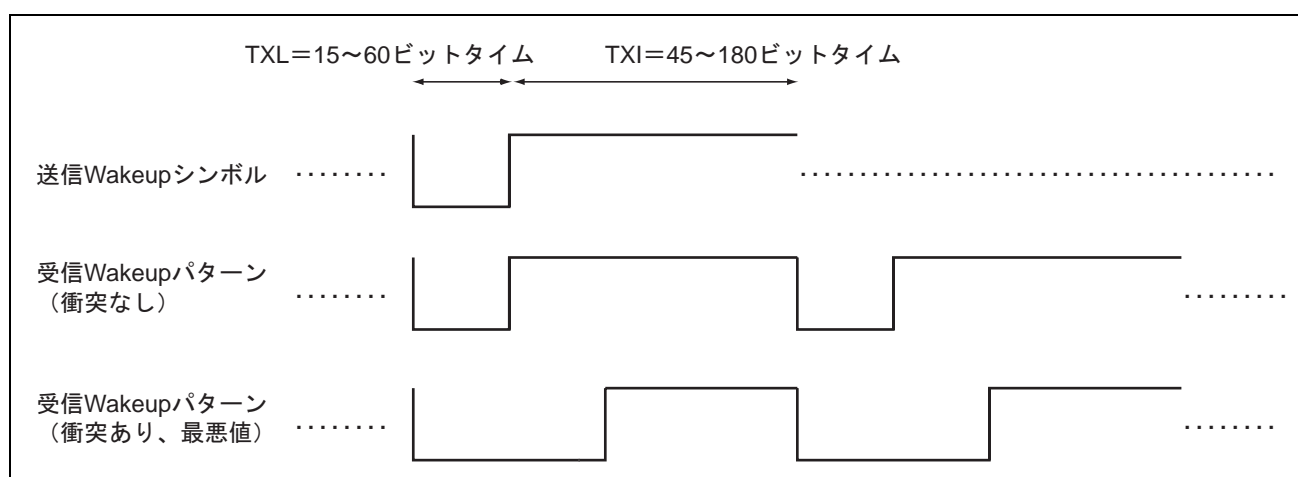 TXL=15~60ビットタイム TXI=45~180ビットタイム
送信Wakeupシンボル
受信Wakeupパターン
(衝突なし)
受信Wakeupパターン
(衝突あり、最悪値)